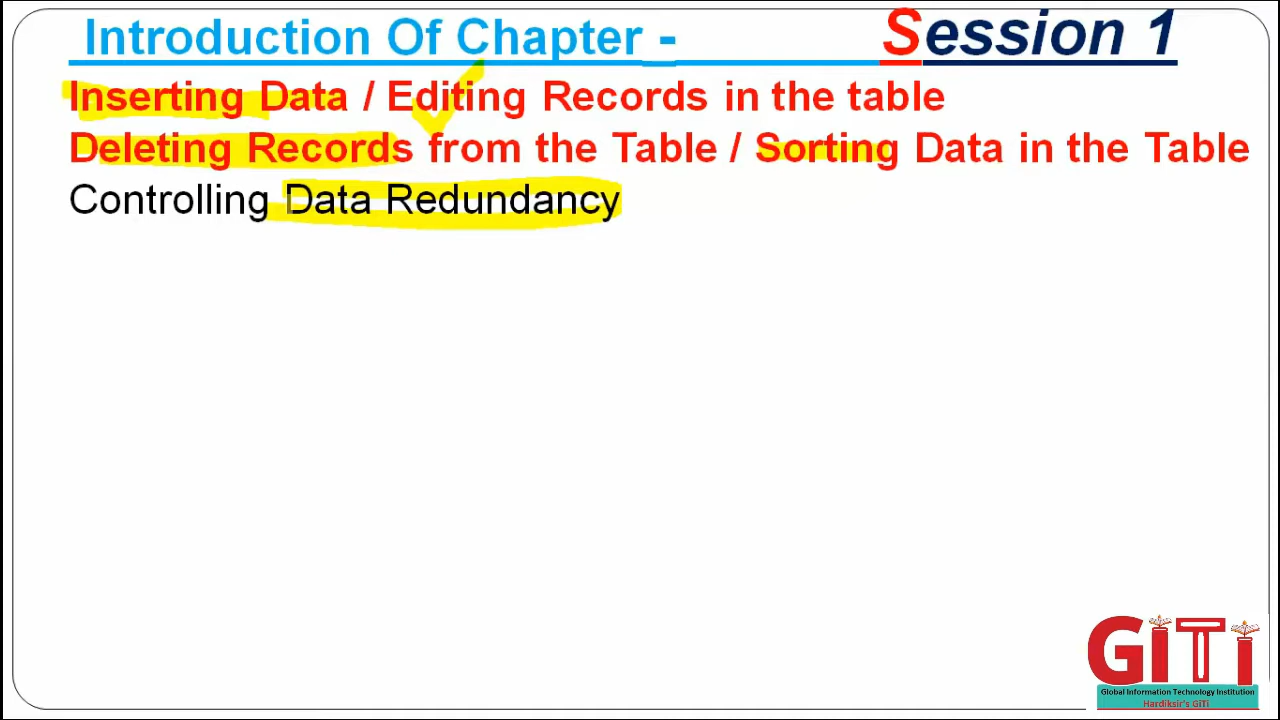 Introduction Of Chapter - Session 1
Inserting Data / Editing Records in the table
Deleting Records from the Table / Sorting Data in the Table
Controlling Data Redundancy
GiTi
Global Information Technology Institution
Hardiksir's GiTi